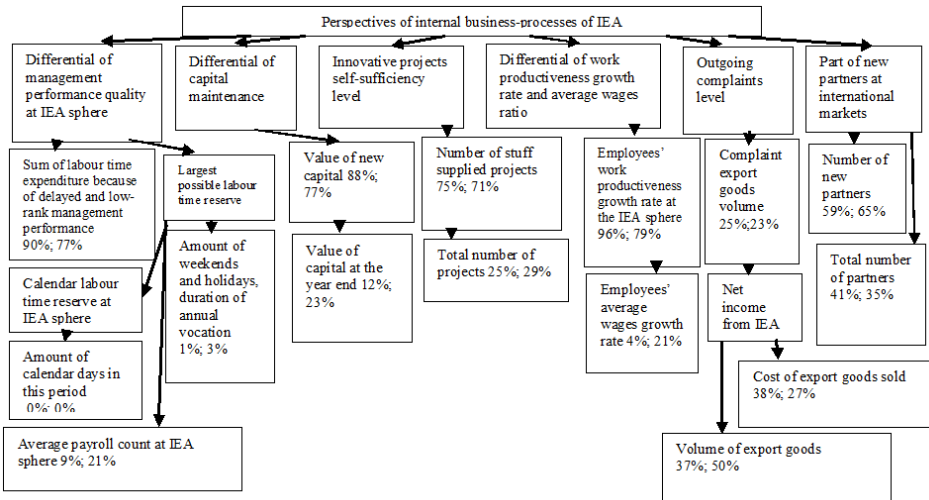 Perspectives of internal business-processes of IEA
Differential of
management
performance quality
at IEA sphere
Differential of
capital
maintenance
Innovative projects
self-sufficiency
level
Differential of work
productiveness growth
rate and average wages
ratio
Outgoing
complaints
level
Part of new
partners at
international
markets
Sum of labour time
expenditure because
of delayed and low-
rank management
performance
90%; 77%
Largest
possible labour
time reserve
Value of new
capital 88%;
77%
Number of stuff
supplied projects
75%; 71%
Employees'
work
productiveness
growth rate at
the IEA sphere
96%; 79%
Complaint
export
goods
volume
25%;23%
Number of
new
partners
59%; 65%
Calendar labour
time reserve at
IEA sphere
Amount of
weekends
and holidays,
duration of
annual
vocation
1%; 3%
Value of
capital at the
year end 12%;
23%
Total number of
projects 25%; 29%
Employees'
average
wages growth
rate 4%; 21%
Net
income
from IEA
Total number
of partners
41%; 35%
Amount of
calendar days in
this period
0%; 0%
Cost of export goods sold
38%; 27%
Average payroll count at IEA
sphere 9%; 21%
Volume of export goods
37%; 50%